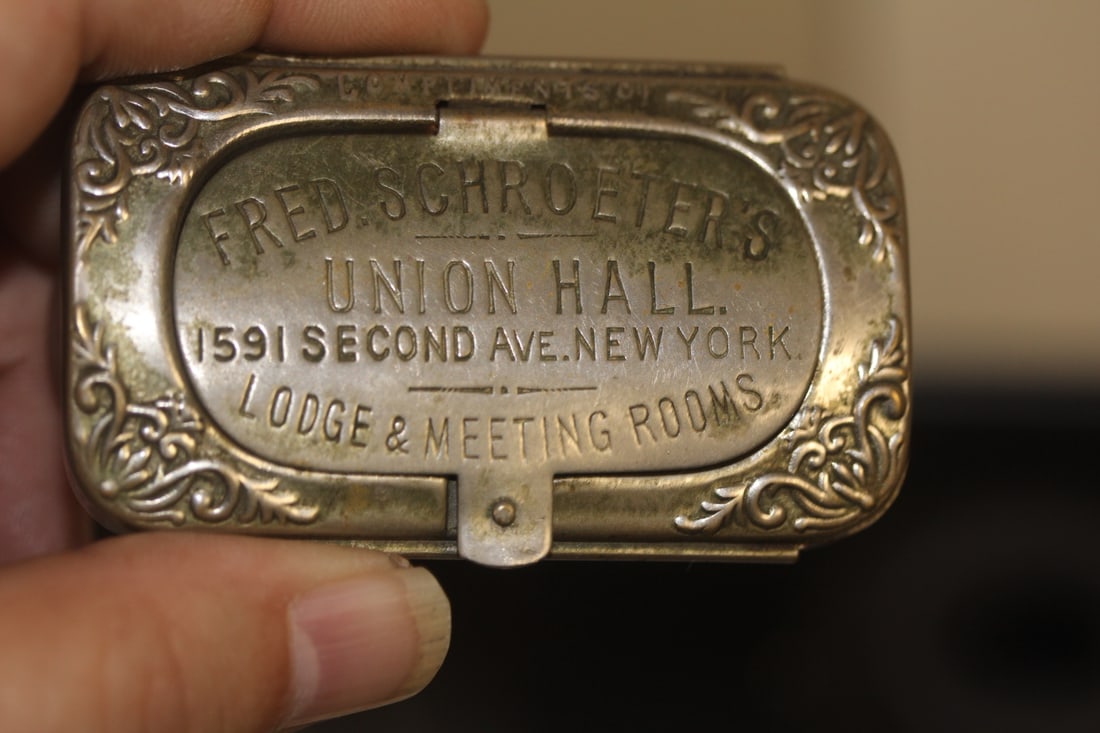 COMPLIMENTS OF
FRED. SCHROETER'S
UNION HALL.
1591 SECOND AVE. NEW YORK.
LODGE & MEETING ROOMS.